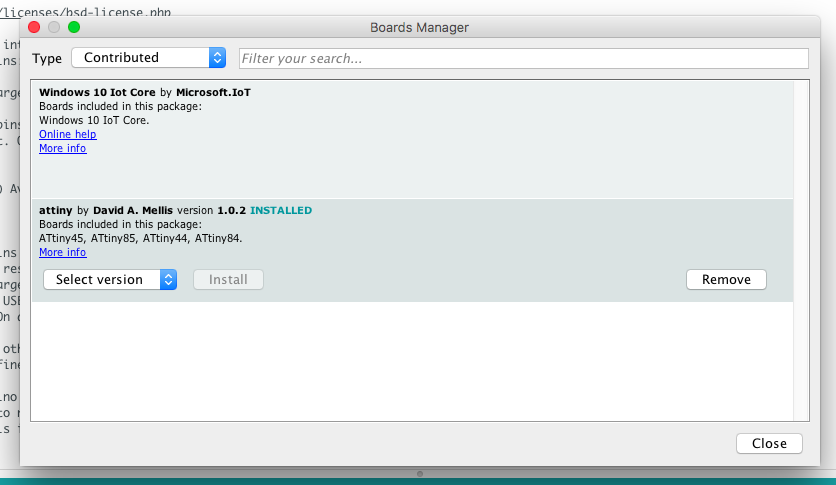 /licenses/bsd-license.php
Boards Manager
Type Contributed Filter your search...
Windows 10 Iot Core by Microsoft.IoT
Boards included in this package:
Windows 10 IoT Core.
Online help
More info
attiny by David A. Mellis version 1.0.2 INSTALLED
Boards included in this package:
ATtiny45, ATtiny85, ATtiny44, ATtiny84.
More info
Select version Install Remove
Close